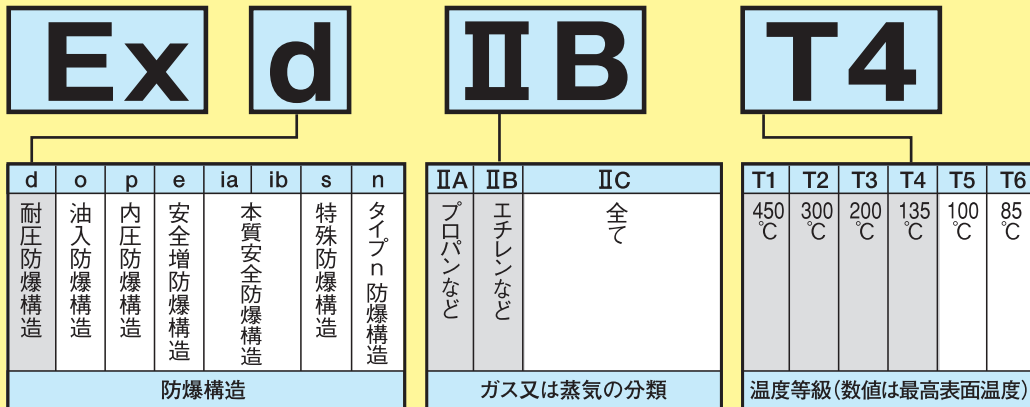 Ex d ⅡB T4
d o p e ia ib s n
耐圧防爆構造
油入防爆構造
内圧防爆構造
安全増防爆構造
本質安全防爆構造
特殊防爆構造
タイプn防爆構造
防爆構造
ⅡA ⅡB ⅡC
プロパンなど
エチレンなど
全て
ガス又は蒸気の分類
T1 T2 T3 T4 T5 T6
450℃ 300℃ 200℃ 135℃ 100℃ 85℃
温度等級(数値は最高表面温度)